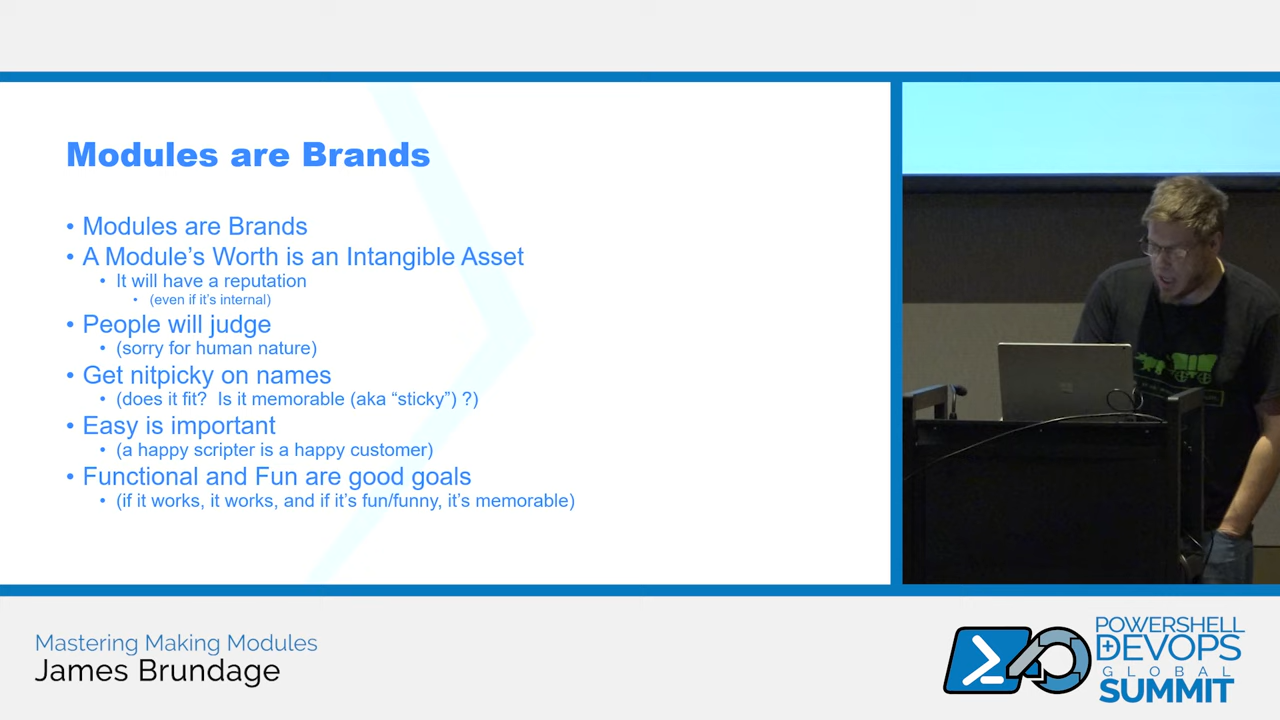 Modules are Brands
• Modules are Brands
• A Module's Worth is an Intangible Asset
• It will have a reputation
• (even if it's internal)
• People will judge
• (sorry for human nature)
• Get nitpicky on names
• (does it fit?  Is it memorable (aka “sticky”) ?)
• Easy is important
• (a happy scripter is a happy customer)
• Functional and Fun are good goals
• (if it works, it works, and if it's fun/funny, it's memorable)
Mastering Making Modules
James Brundage
POWERSHELL
DEVOPS
GLOBAL
SUMMIT